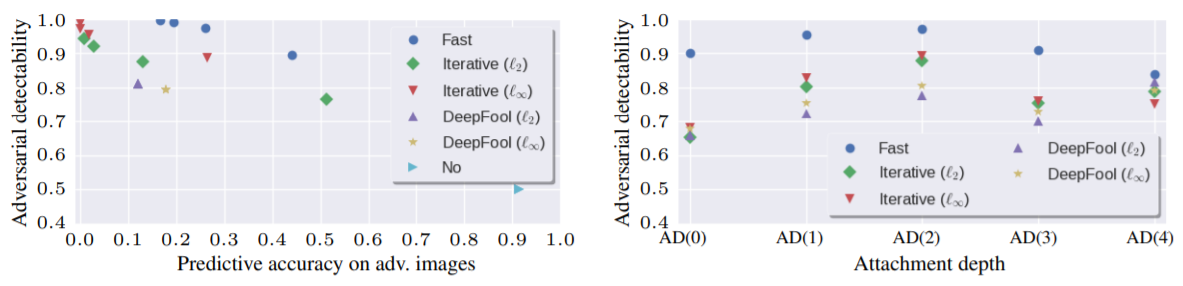 Adversarial detectability
1.0
0.9
0.8
0.7
0.6
0.5
0.4
0.0 0.1 0.2 0.3 0.4 0.5 0.6 0.7 0.8 0.9 1.0
Predictive accuracy on adv. images
Fast
Iterative (ℓ₂)
Iterative (ℓ∞)
DeepFool (ℓ₂)
DeepFool (ℓ∞)
No
Adversarial detectability
1.0
0.9
0.8
0.7
0.6
0.5
0.4
AD(0) AD(1) AD(2) AD(3) AD(4)
Attachment depth
Fast
Iterative (ℓ₂)
Iterative (ℓ∞)
DeepFool (ℓ₂)
DeepFool (ℓ∞)